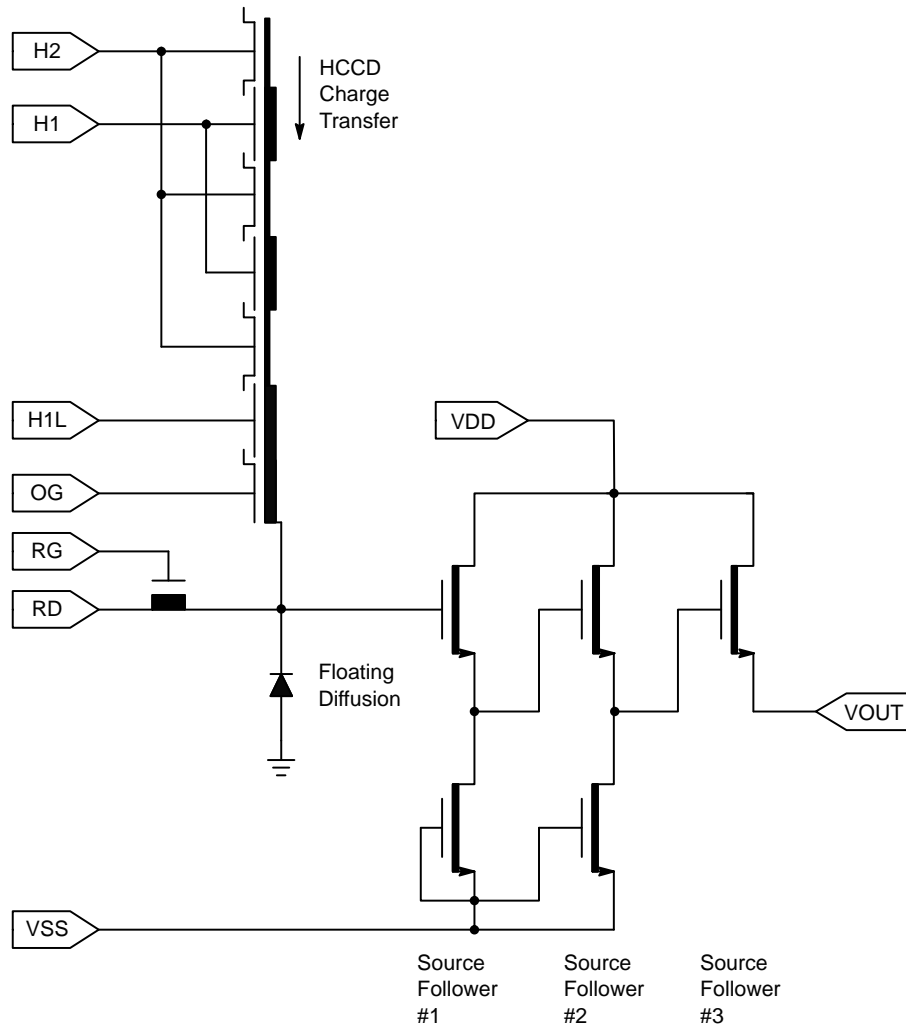 H2
HCCD
Charge
Transfer
H1
H1L
VDD
OG
RG
RD
Floating
Diffusion
VOUT
VSS
Source
Follower
#1
Source
Follower
#2
Source
Follower
#3